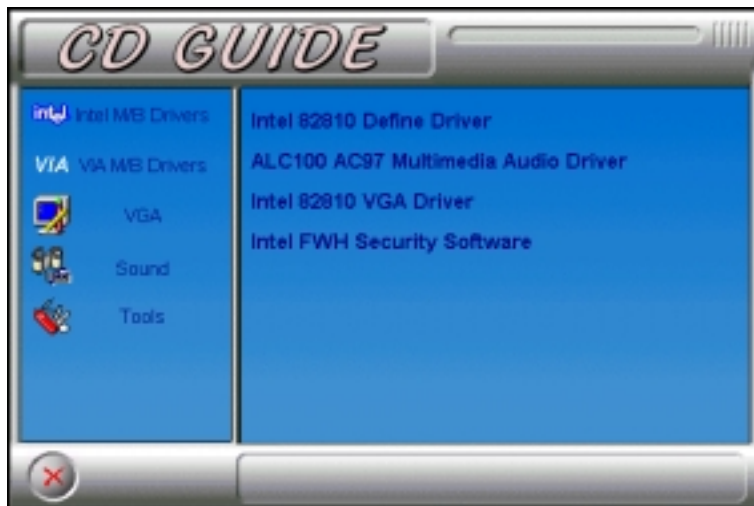 CD GUIDE
intel Intel M/B Drivers
VIA VIA M/B Drivers
VGA
Sound
Tools
Intel 82810 Define Driver
ALC100 AC97 Multimedia Audio Driver
Intel 82810 VGA Driver
Intel FWH Security Software